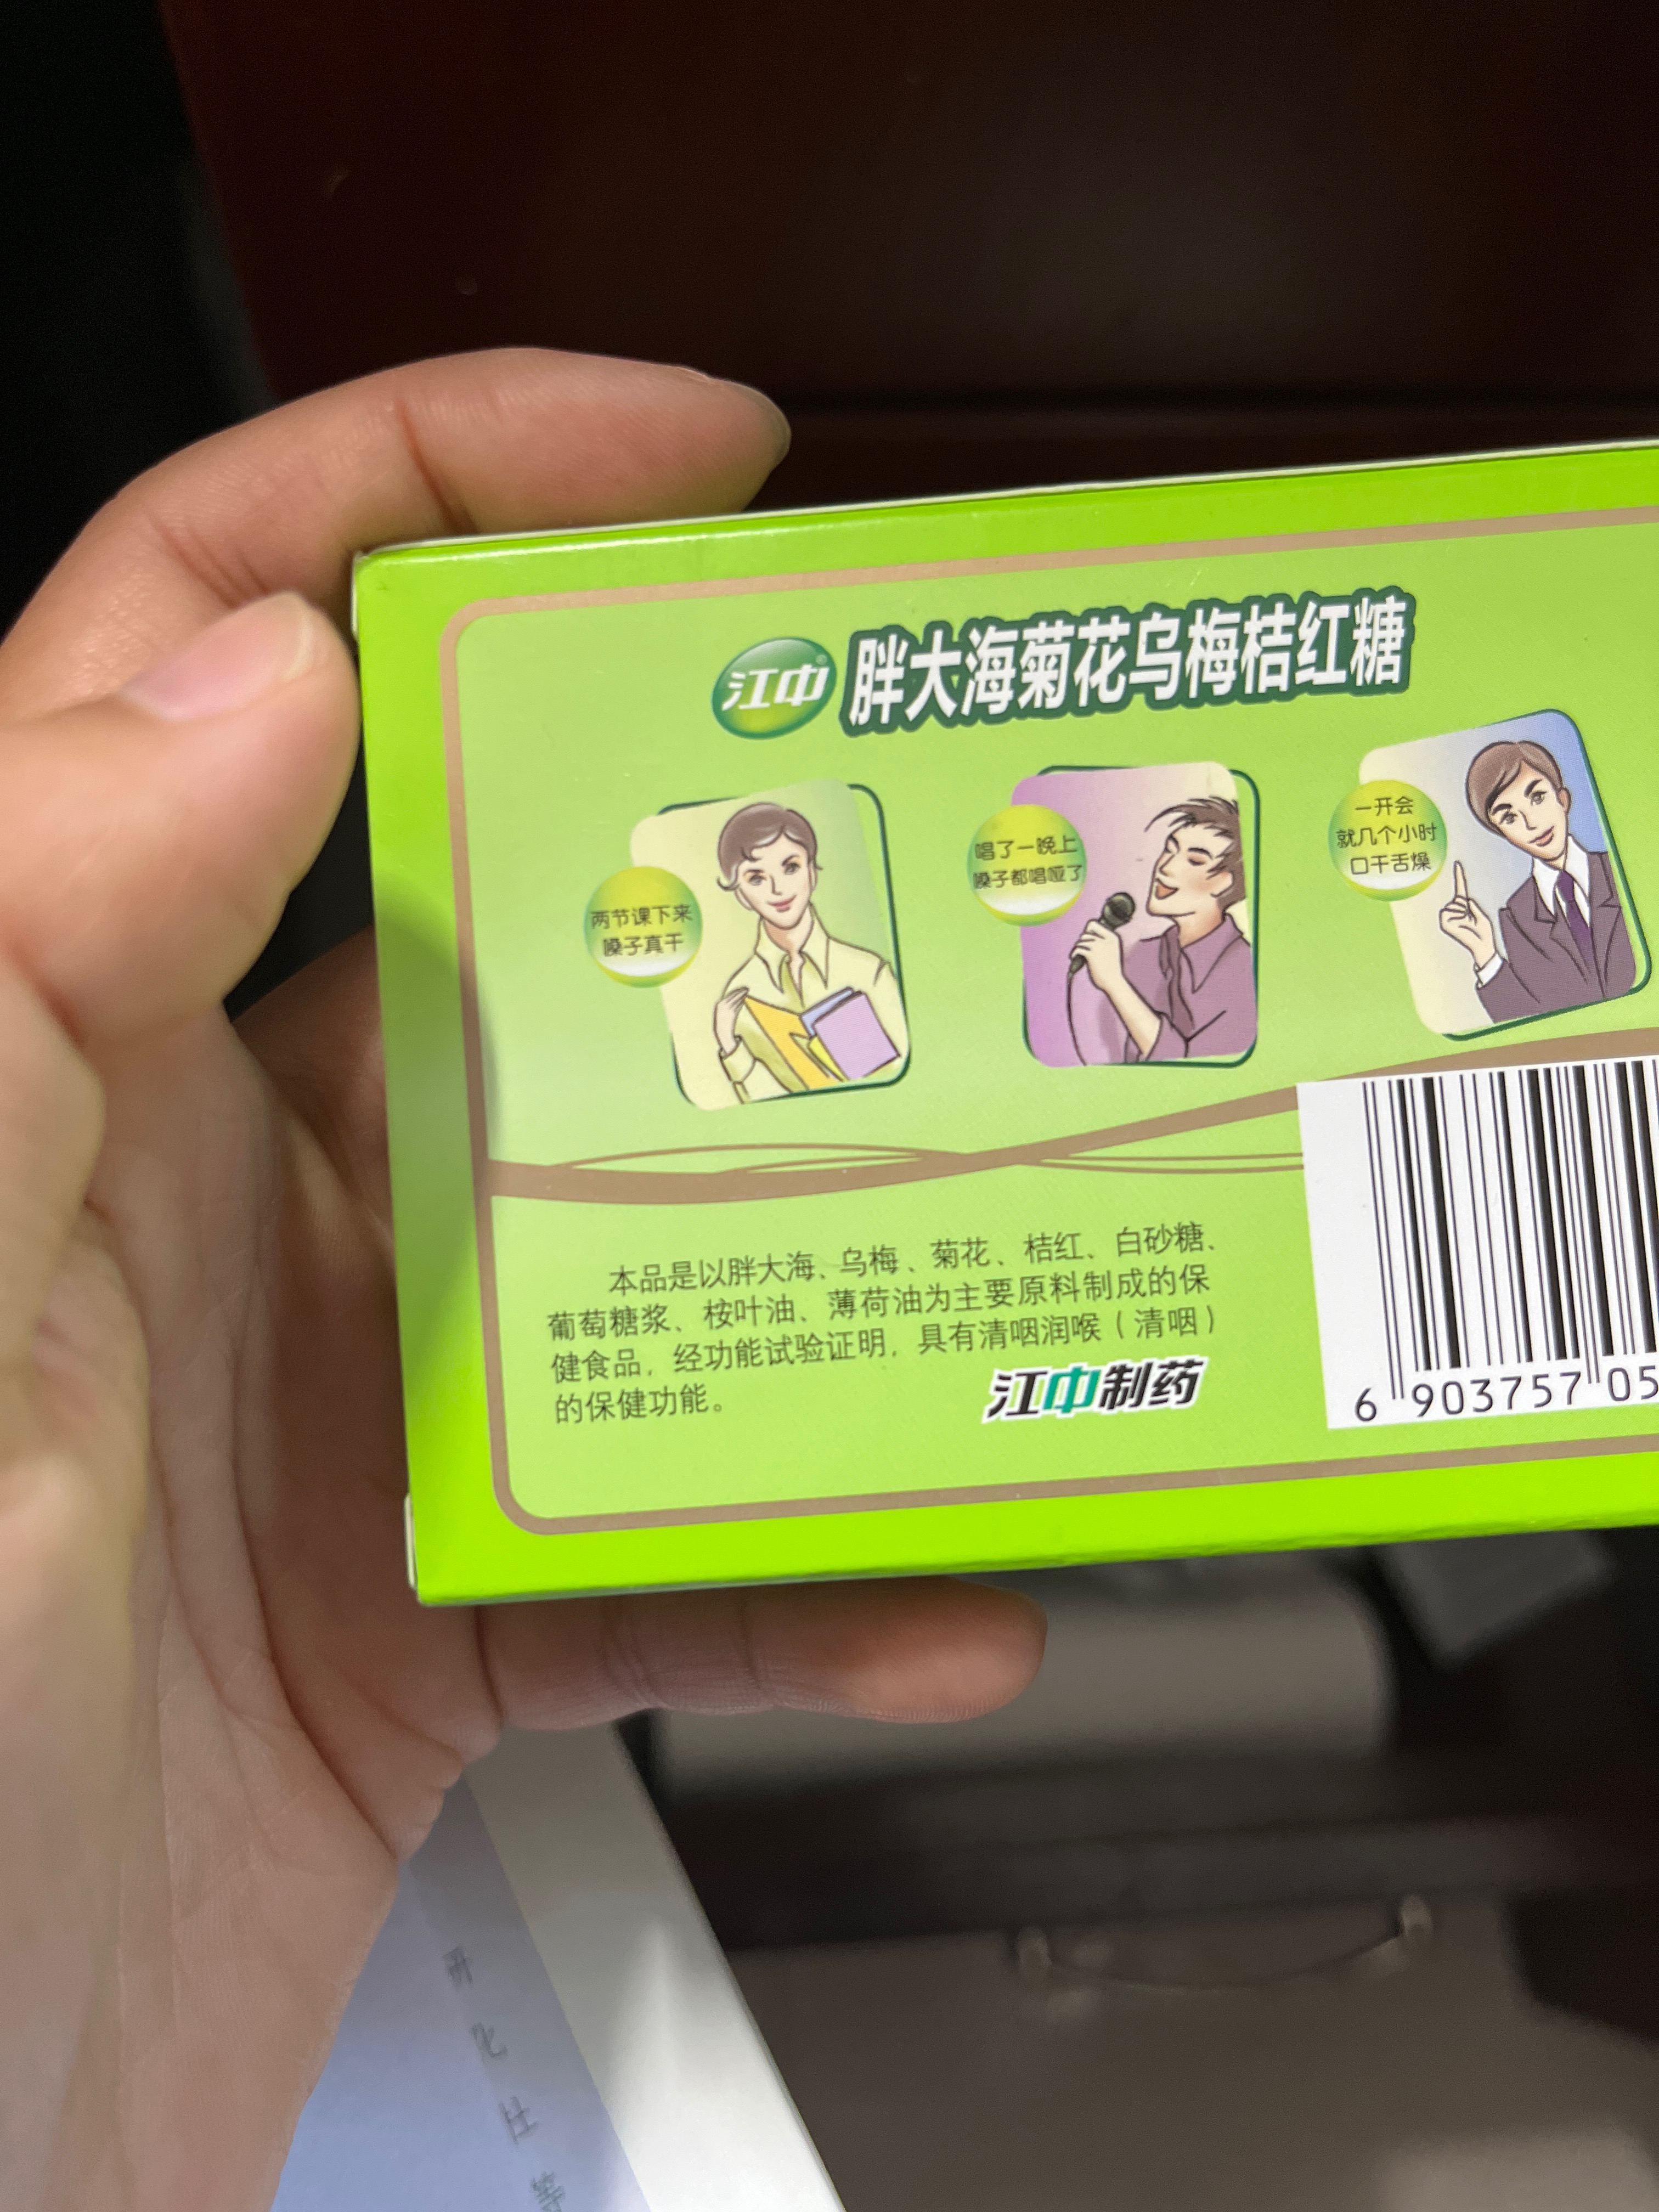 江中® 胖大海菊花乌梅桔红糖
两节课下来
嗓子真干
唱了一晚上
嗓子都唱哑了
一开会
就几个小时
口干舌燥
本品是以胖大海、乌梅、菊花、桔红、白砂糖、
葡萄糖浆、桉叶油、薄荷油为主要原料制成的保
健食品，经功能试验证明，具有清咽润喉（清咽）
的保健功能。
江中制药
6 903757 05
等